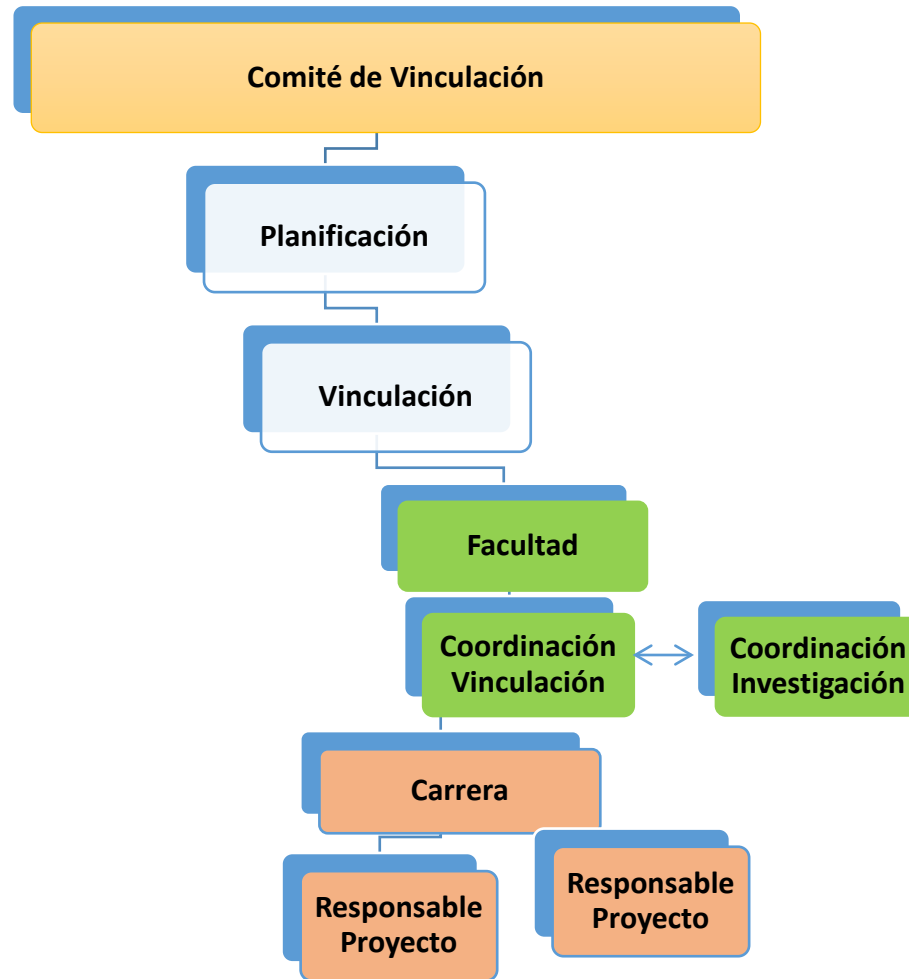 Comité de Vinculación
Planificación
Vinculación
Facultad
Coordinación
Vinculación
Coordinación
Investigación
Carrera
Responsable
Proyecto
Responsable
Proyecto